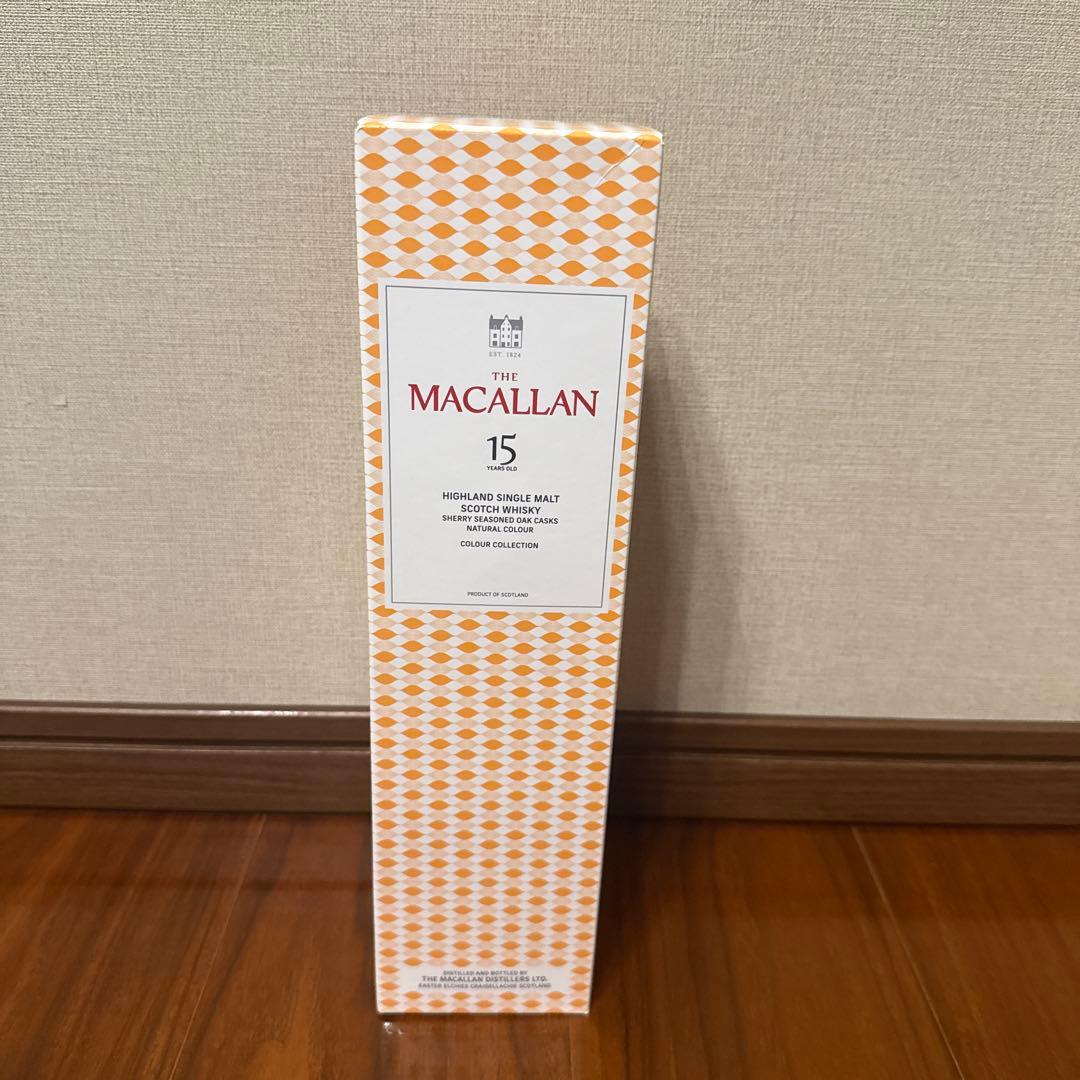 EST. 1824
THE
MACALLAN
15
YEARS OLD
HIGHLAND SINGLE MALT
SCOTCH WHISKY
SHERRY SEASONED OAK CASKS
NATURAL COLOUR
COLOUR COLLECTION
PRODUCT OF SCOTLAND
DISTILLED AND BOTTLED BY
THE MACALLAN DISTILLERS LTD.
EASTER ELCHIES CRAIGELLACHIE SCOTLAND